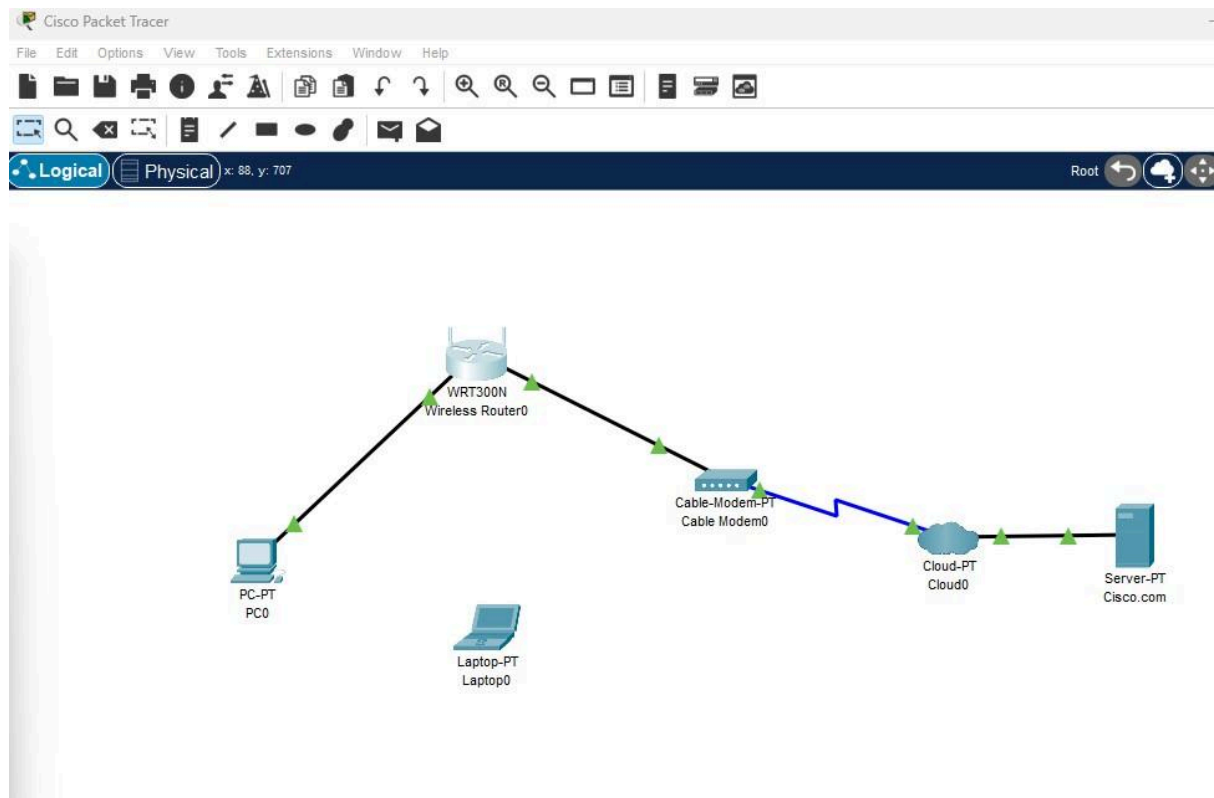 Cisco Packet Tracer
File Edit Options View Tools Extensions Window Help
Logical Physical x: 88, y: 707 Root
WRT300N
Wireless Router0
Cable-Modem-PT
Cable Modem0
Cloud-PT
Cloud0
Server-PT
Cisco.com
PC-PT
PC0
Laptop-PT
Laptop0